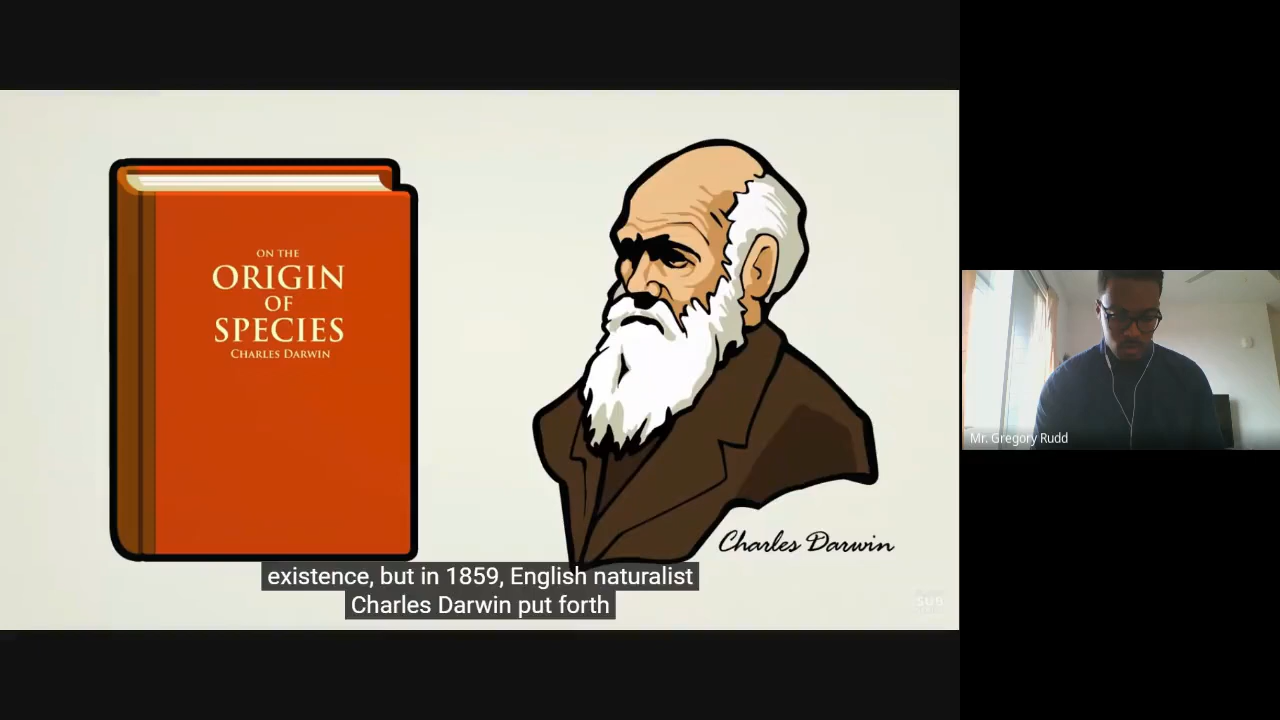 ON THE
ORIGIN
OF
SPECIES
CHARLES DARWIN
Charles Darwin
existence, but in 1859, English naturalist
Charles Darwin put forth
SUB
Mr. Gregory Rudd